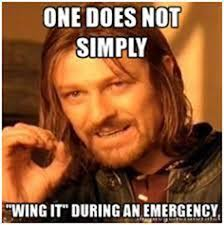 ONE DOES NOT
SIMPLY
"WING IT" DURING AN EMERGENCY